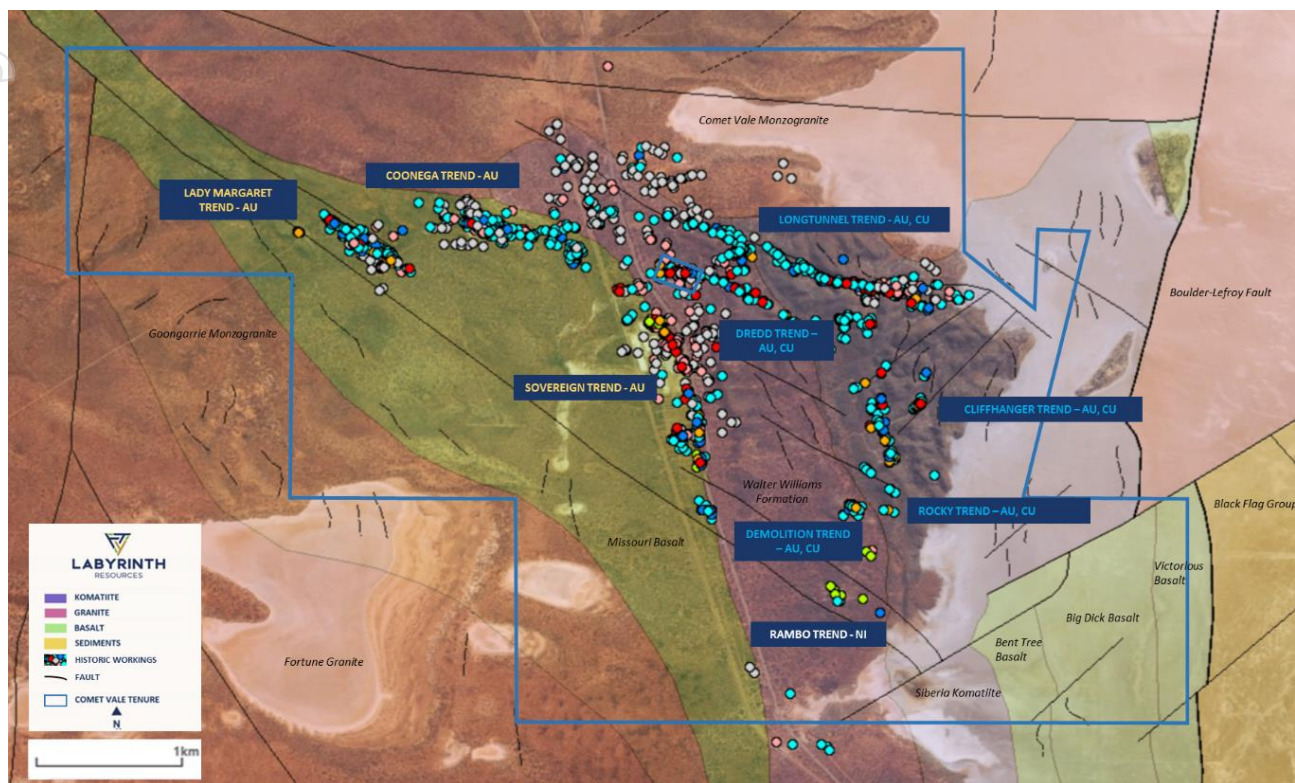 Comet Vale Monzogranite
COONEGA TREND - AU
LADY MARGARET
TREND - AU
LONGTUNNEL TREND - AU, CU
Boulder-Lefroy Fault
Goongarrie Monzogranite
DREDD TREND –
AU, CU
SOVEREIGN TREND - AU
CLIFFHANGER TREND – AU, CU
Walter Williams
Formation
Black Flag Group
ROCKY TREND – AU, CU
DEMOLITION TREND
– AU, CU
Missouri Basalt
Victorious
Basalt
Big Dick Basalt
RAMBO TREND - NI
Bent Tree
Basalt
Fortune Granite
Siberia Komatiite
LABYRINTH
RESOURCES
KOMATIITE
GRANITE
BASALT
SEDIMENTS
HISTORIC WORKINGS
FAULT
COMET VALE TENURE
N
1km